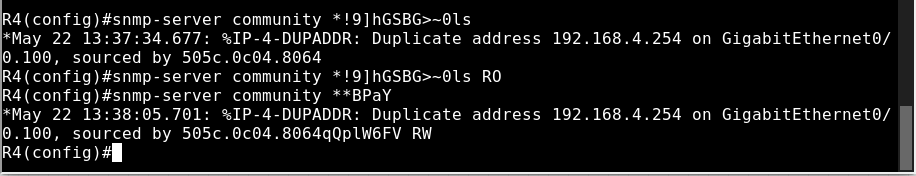 R4(config)#snmp-server community *!9]hGSBG>~0ls
*May 22 13:37:34.677: %IP-4-DUPADDR: Duplicate address 192.168.4.254 on GigabitEthernet0/
0.100, sourced by 505c.0c04.8064
R4(config)#snmp-server community *!9]hGSBG>~0ls RO
R4(config)#snmp-server community **BPaY
*May 22 13:38:05.701: %IP-4-DUPADDR: Duplicate address 192.168.4.254 on GigabitEthernet0/
0.100, sourced by 505c.0c04.8064qQplW6FV RW
R4(config)#